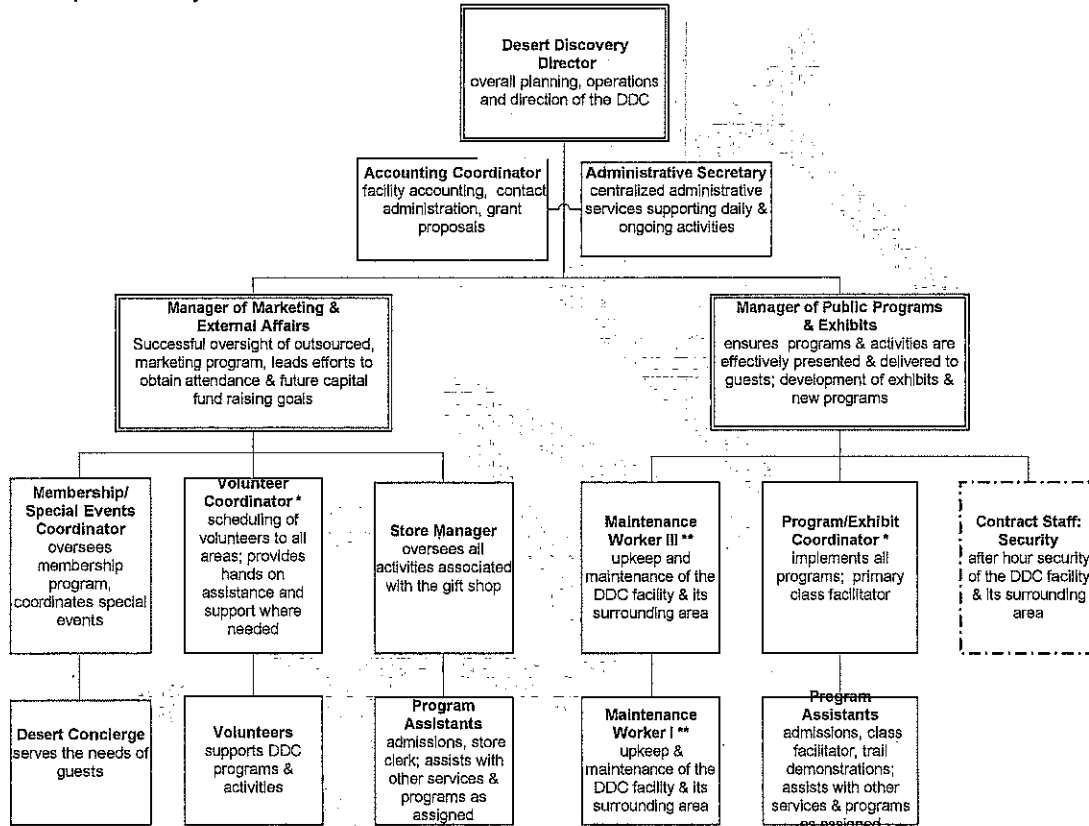 Desert Discovery
Director
overall planning, operations
and direction of the DDC
Accounting Coordinator
facility accounting, contact
administration, grant
proposals
Administrative Secretary
centralized administrative
services supporting daily &
ongoing activities
Manager of Marketing &
External Affairs
Successful oversight of outsourced,
marketing program, leads efforts to
obtain attendance & future capital
fund raising goals
Manager of Public Programs
& Exhibits
ensures programs & activities are
effectively presented & delivered to
guests; development of exhibits &
new programs
Membership/
Special Events
Coordinator
oversees
membership
program,
coordinates special
events
Volunteer
Coordinator *
scheduling of
volunteers to all
areas; provides
hands on
assistance and
support where
needed
Store Manager
oversees all
activities associated
with the gift shop
Maintenance
Worker III **
upkeep and
maintenance of the
DDC facility & its
surrounding area
Program/Exhibit
Coordinator *
implements all
programs; primary
class facilitator
Contract Staff:
Security
after hour security
of the DDC facility
& its surrounding
area
Desert Concierge
serves the needs of
guests
Volunteers
supports DDC
programs &
activities
Program
Assistants
admissions, store
clerk; assists with
other services &
programs as
assigned
Maintenance
Worker I **
upkeep &
maintenance of the
DDC facility & its
surrounding area
Program
Assistants
admissions, class
facilitator, trail
demonstrations;
assists with other
services & programs
as assigned